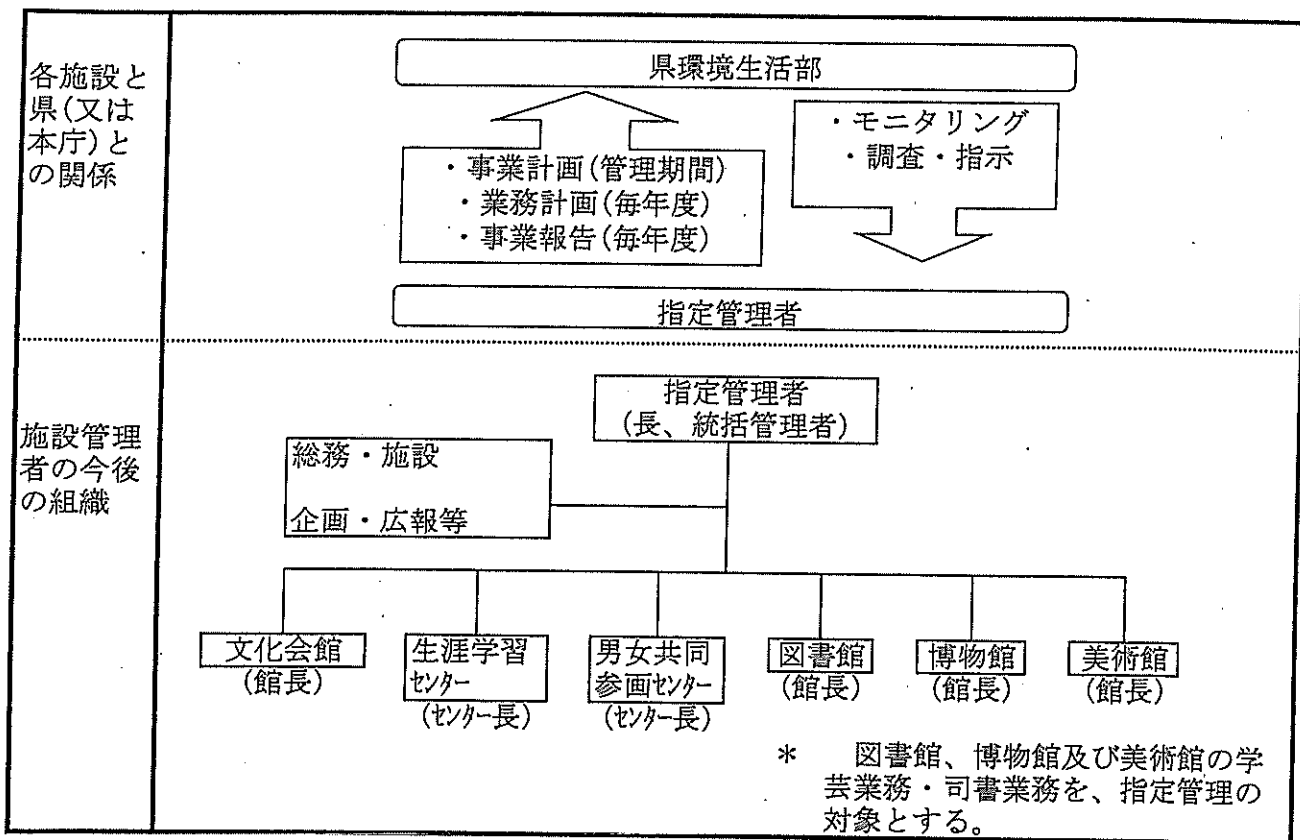 各施設と
県(又は
本庁)と
の関係
県環境生活部
・事業計画(管理期間)
・業務計画(毎年度)
・事業報告(毎年度)
・モニタリング
・調査・指示
指定管理者
施設管理
者の今後
の組織
指定管理者
(長、統括管理者)
総務・施設
企画・広報等
文化会館
(館長)
生涯学習
センター
(センター長)
男女共同
参画センター
(センター長)
図書館
(館長)
博物館
(館長)
美術館
(館長)
* 図書館、博物館及び美術館の学
芸業務・司書業務を、指定管理の
対象とする。